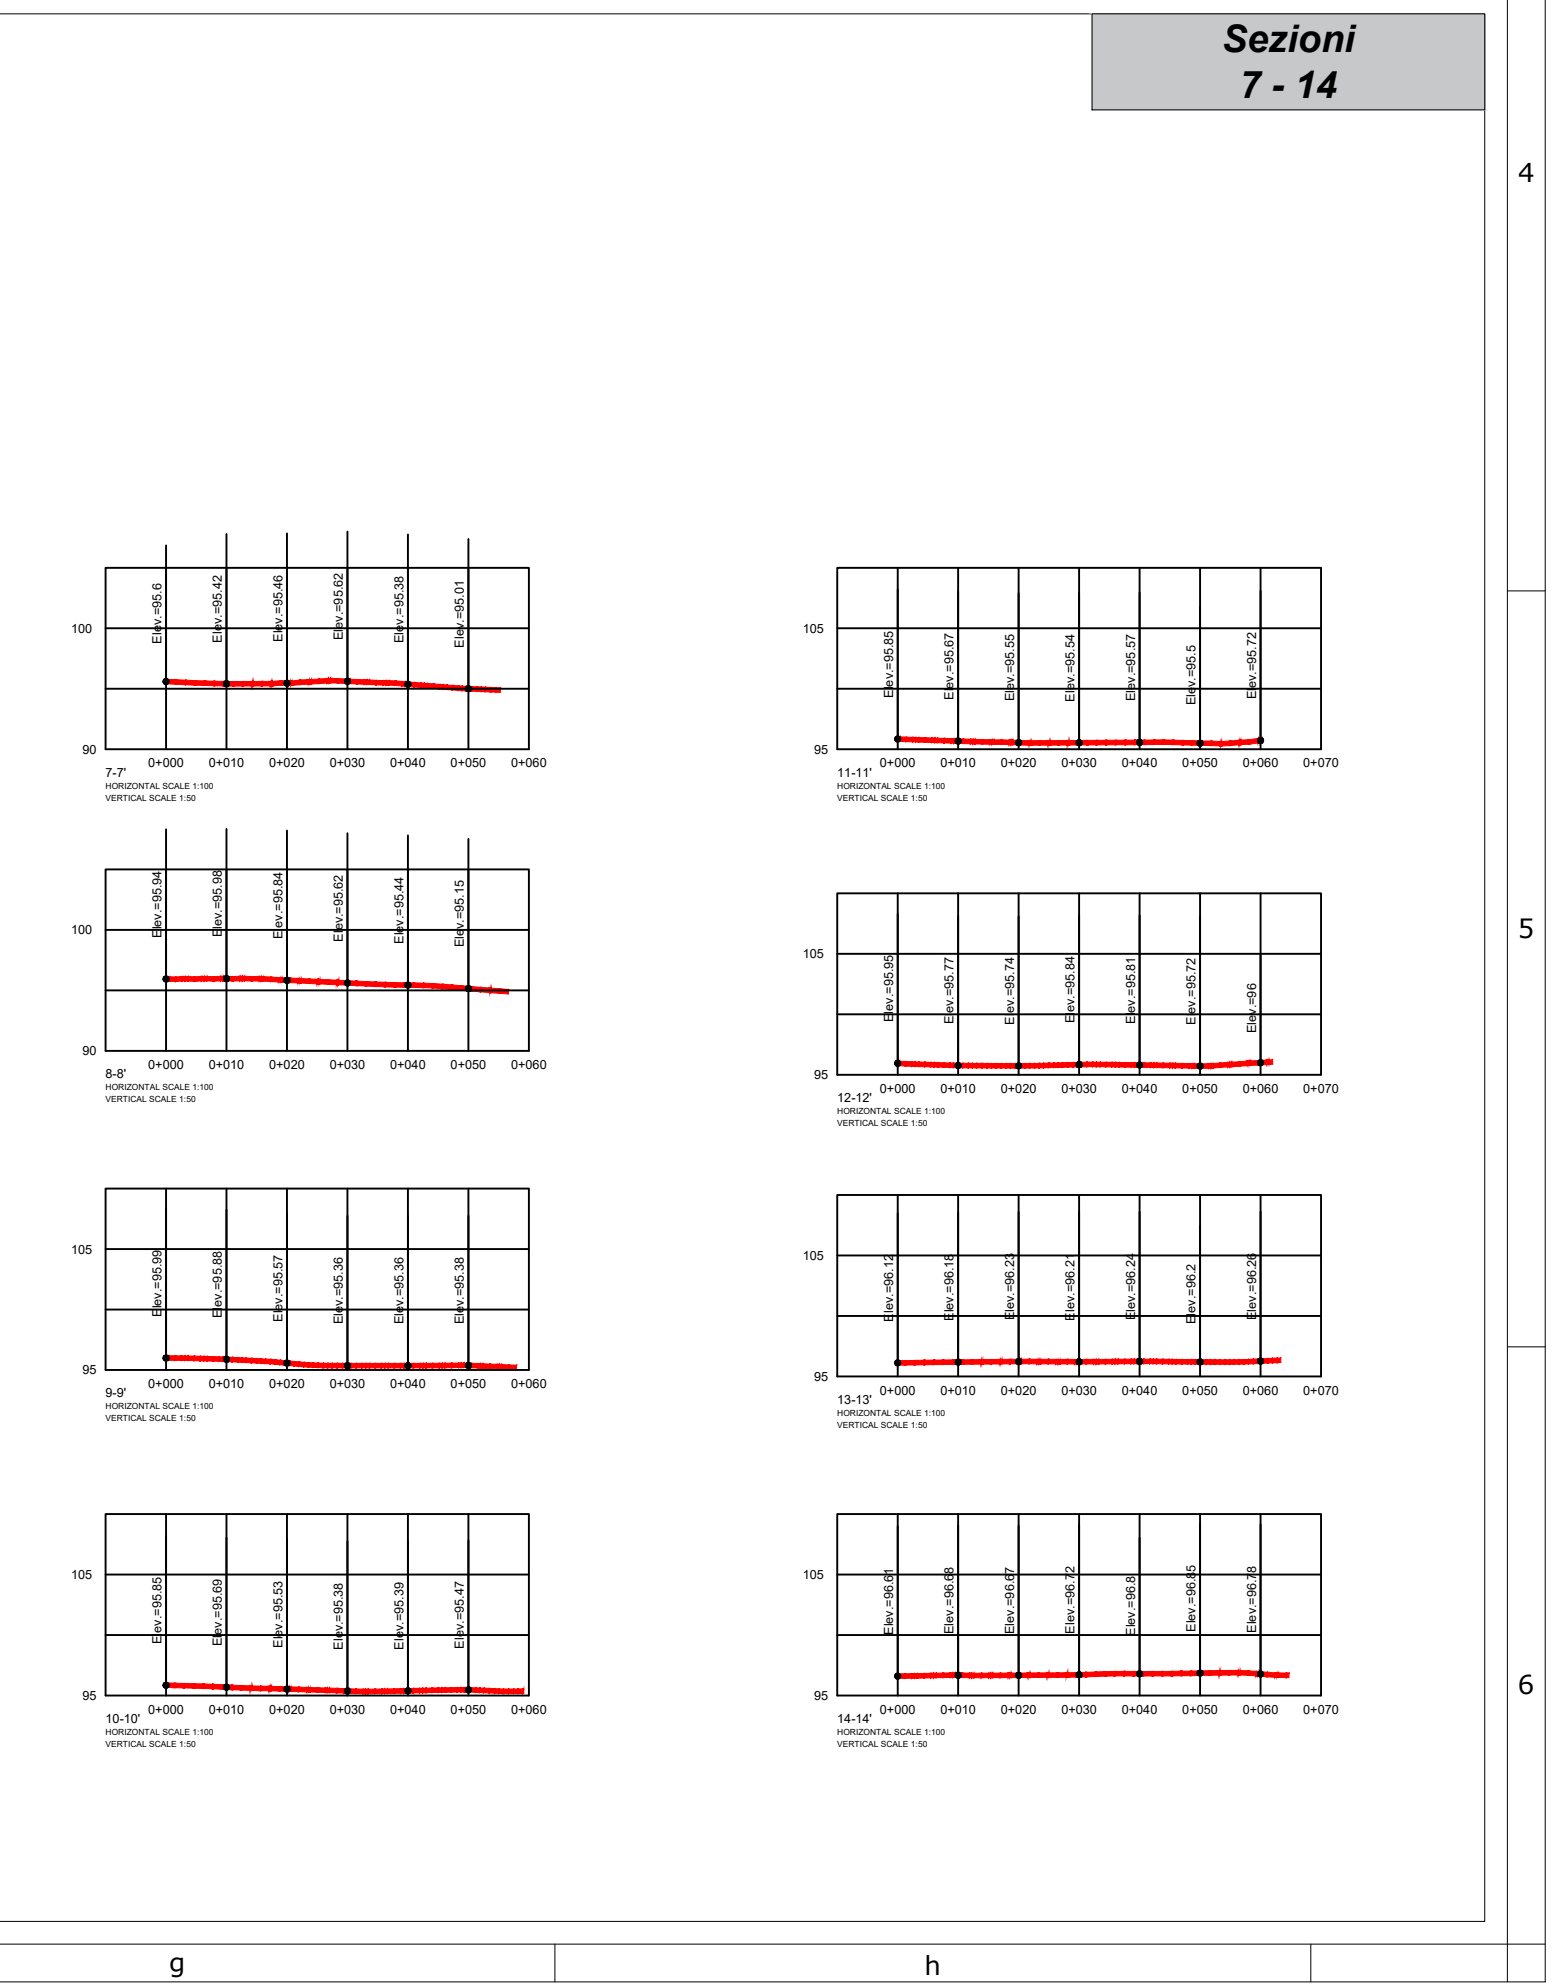 Sezioni
7 - 14
4
5
6
g
h
Elev.=95.6
Elev.=95.42
Elev.=95.46
Elev.=95.62
Elev.=95.38
Elev.=95.01
100
90
0+000 0+010 0+020 0+030 0+040 0+050 0+060
7-7'
HORIZONTAL SCALE 1:100
VERTICAL SCALE 1:50
Elev.=95.94
Elev.=95.98
Elev.=95.84
Elev.=95.62
Elev.=95.44
Elev.=95.15
100
90
0+000 0+010 0+020 0+030 0+040 0+050 0+060
8-8'
HORIZONTAL SCALE 1:100
VERTICAL SCALE 1:50
Elev.=95.99
Elev.=95.88
Elev.=95.57
Elev.=95.36
Elev.=95.36
Elev.=95.38
105
95
0+000 0+010 0+020 0+030 0+040 0+050 0+060
9-9'
HORIZONTAL SCALE 1:100
VERTICAL SCALE 1:50
Elev.=95.85
Elev.=95.69
Elev.=95.53
Elev.=95.38
Elev.=95.39
Elev.=95.47
105
95
0+000 0+010 0+020 0+030 0+040 0+050 0+060
10-10'
HORIZONTAL SCALE 1:100
VERTICAL SCALE 1:50
Elev.=95.85
Elev.=95.67
Elev.=95.55
Elev.=95.54
Elev.=95.57
Elev.=95.5
Elev.=95.72
105
95
0+000 0+010 0+020 0+030 0+040 0+050 0+060 0+070
11-11'
HORIZONTAL SCALE 1:100
VERTICAL SCALE 1:50
Elev.=95.95
Elev.=95.77
Elev.=95.74
Elev.=95.84
Elev.=95.81
Elev.=95.72
Elev.=96
105
95
0+000 0+010 0+020 0+030 0+040 0+050 0+060 0+070
12-12'
HORIZONTAL SCALE 1:100
VERTICAL SCALE 1:50
Elev.=96.12
Elev.=96.18
Elev.=96.23
Elev.=96.21
Elev.=96.24
Elev.=96.2
Elev.=96.26
105
95
0+000 0+010 0+020 0+030 0+040 0+050 0+060 0+070
13-13'
HORIZONTAL SCALE 1:100
VERTICAL SCALE 1:50
Elev.=96.61
Elev.=96.68
Elev.=96.67
Elev.=96.72
Elev.=96.8
Elev.=96.85
Elev.=96.78
105
95
0+000 0+010 0+020 0+030 0+040 0+050 0+060 0+070
14-14'
HORIZONTAL SCALE 1:100
VERTICAL SCALE 1:50